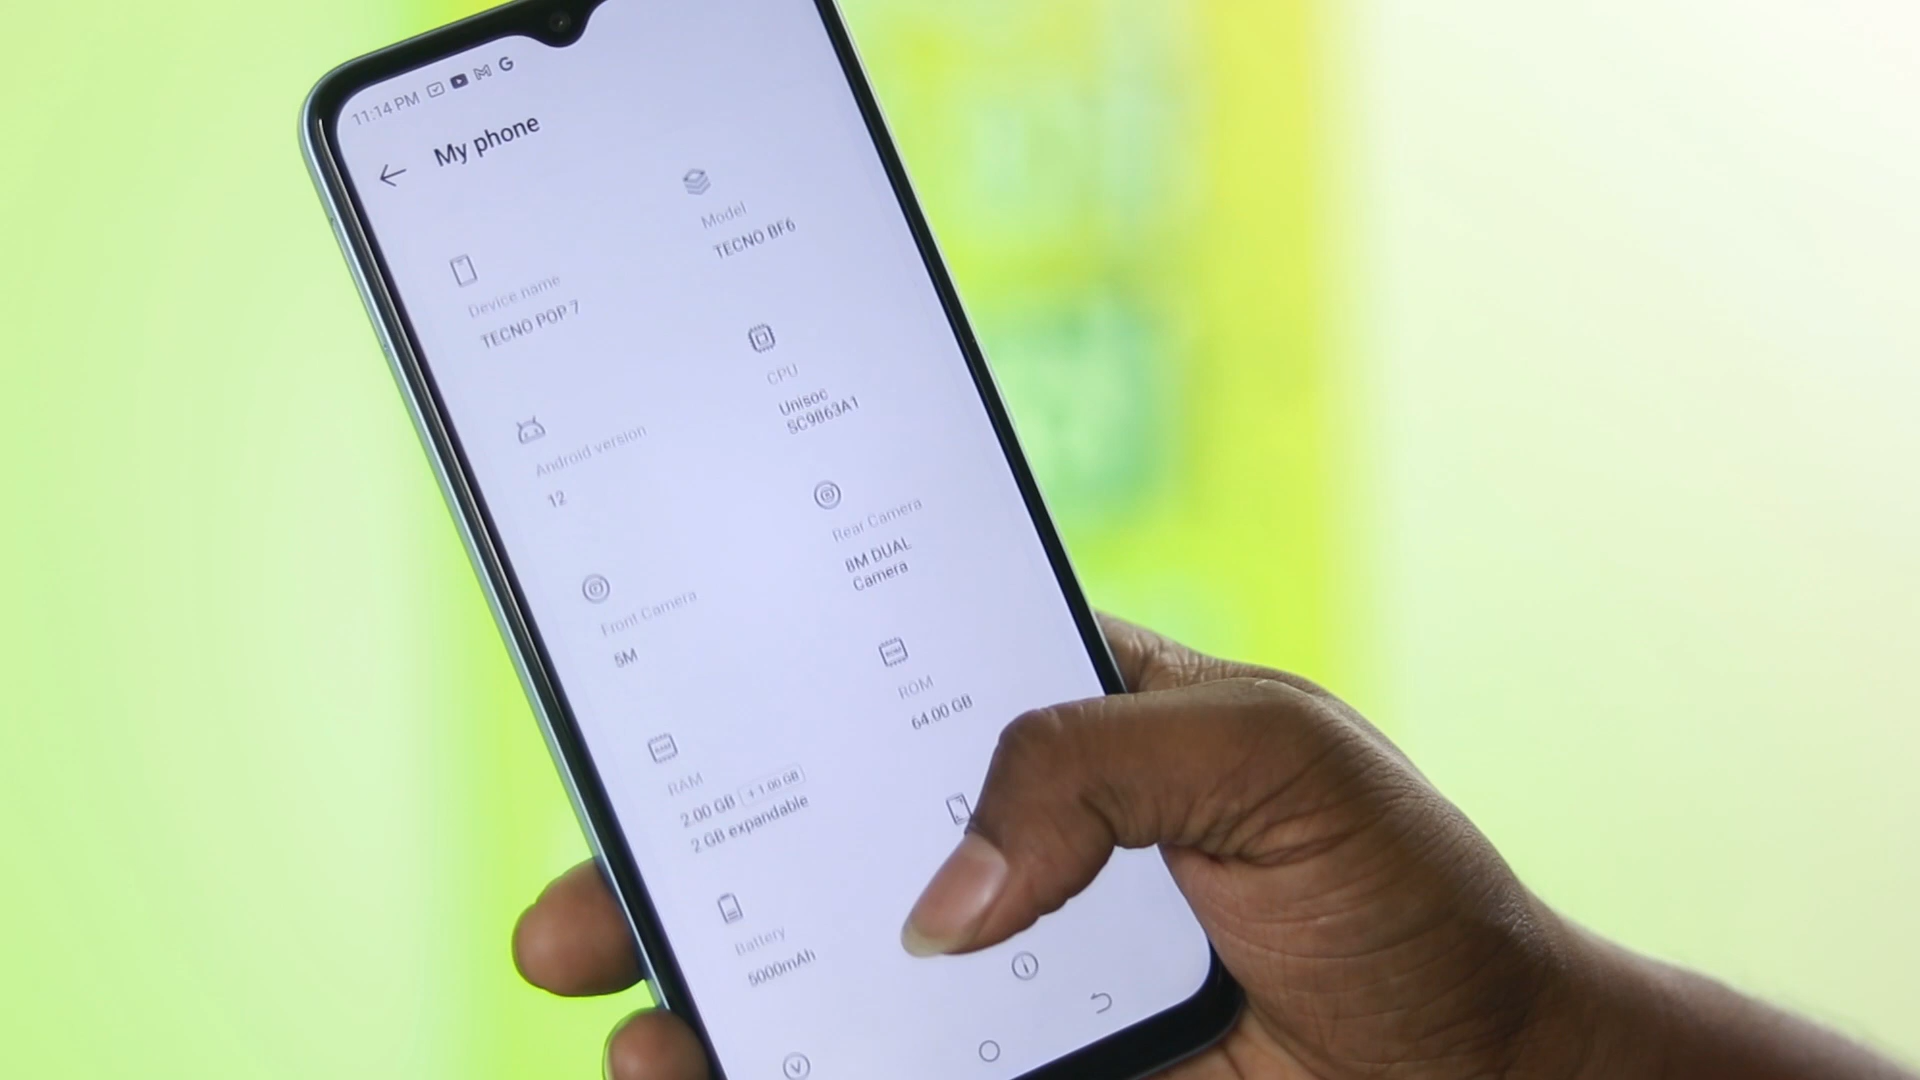 11:14 PM
My phone
Device name
TECNO POP 7
Model
TECNO BF6
Android version
12
CPU
Unisoc
SC9863A1
Front Camera
5M
Rear Camera
8M DUAL
Camera
RAM
2.00 GB + 1.00 GB
2 GB expandable
ROM
64.00 GB
Battery
5000mAh